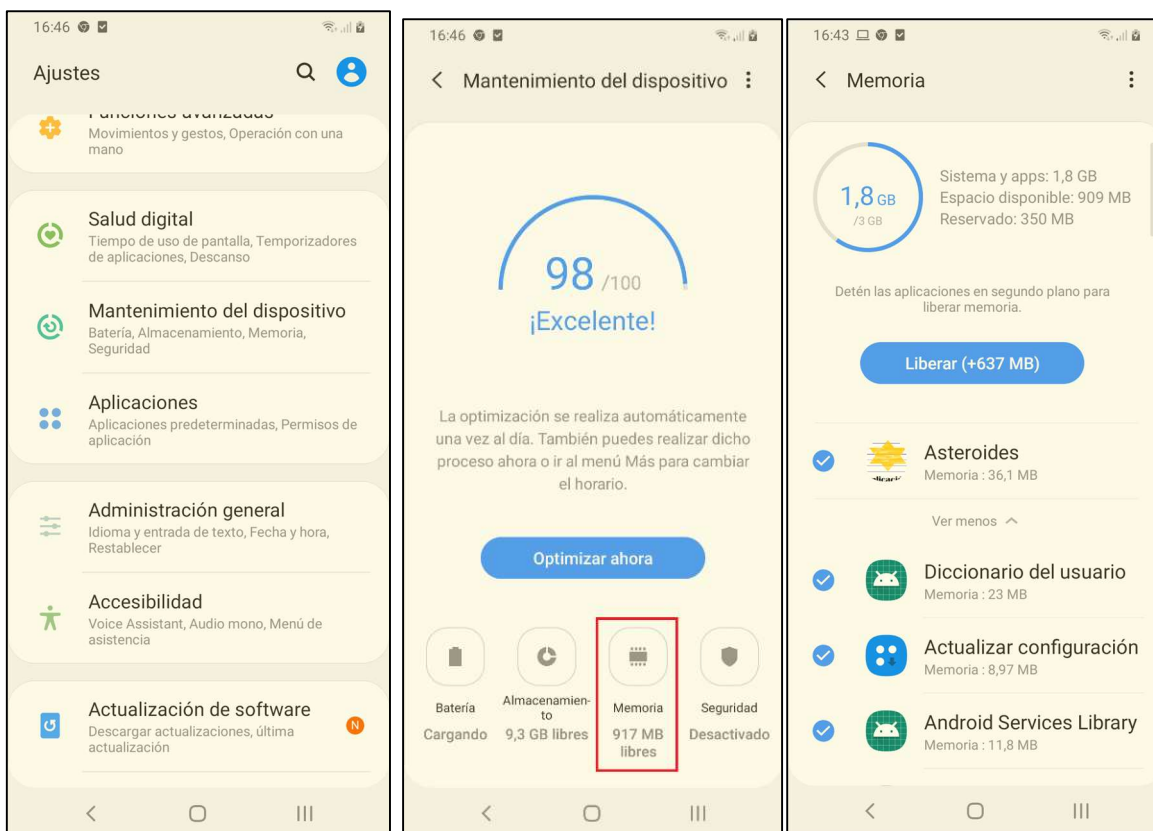 16:46
Ajustes
Funciones avanzadas
Movimientos y gestos, Operación con una
mano
Salud digital
Tiempo de uso de pantalla, Temporizadores
de aplicaciones, Descanso
Mantenimiento del dispositivo
Batería, Almacenamiento, Memoria,
Seguridad
Aplicaciones
Aplicaciones predeterminadas, Permisos de
aplicación
Administración general
Idioma y entrada de texto, Fecha y hora,
Restablecer
Accesibilidad
Voice Assistant, Audio mono, Menú de
asistencia
Actualización de software
N
Descargar actualizaciones, última
actualización
16:46
Mantenimiento del dispositivo
98 /100
¡Excelente!
La optimización se realiza automáticamente
una vez al día. También puedes realizar dicho
proceso ahora o ir al menú Más para cambiar
el horario.
Optimizar ahora
Batería
Cargando
Almacenamien-
to
9,3 GB libres
Memoria
917 MB
libres
Seguridad
Desactivado
16:43
Memoria
1,8 GB
/3 GB
Sistema y apps: 1,8 GB
Espacio disponible: 909 MB
Reservado: 350 MB
Detén las aplicaciones en segundo plano para
liberar memoria.
Liberar (+637 MB)
Asteroides
Memoria : 36,1 MB
Ver menos
Diccionario del usuario
Memoria : 23 MB
Actualizar configuración
Memoria : 8,97 MB
Android Services Library
Memoria : 11,8 MB